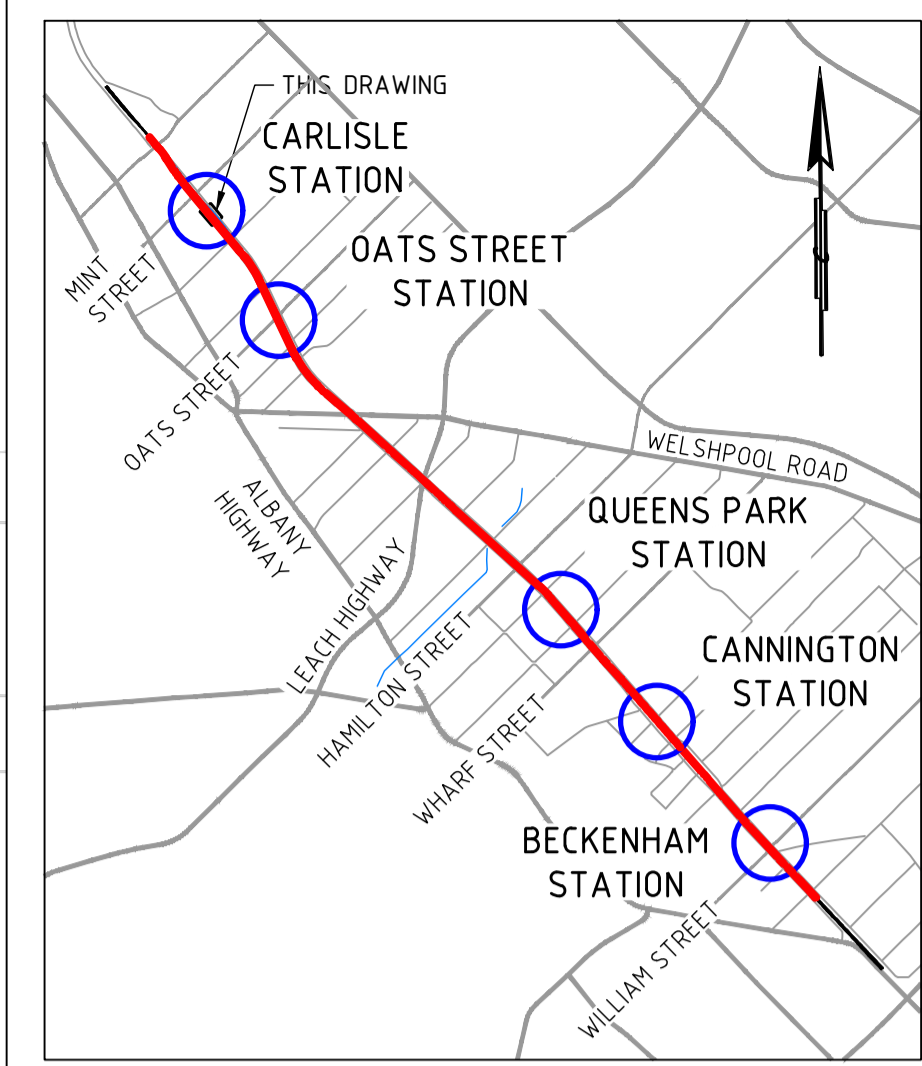 THIS DRAWING
CARLISLE
STATION
OATS STREET
STATION
MINT
STREET
OATS STREET
ALBANY
HIGHWAY
WELSHPOOL ROAD
QUEENS PARK
STATION
LEACH HIGHWAY
HAMILTON STREET
CANNINGTON
STATION
WHARF STREET
BECKENHAM
STATION
WILLIAM STREET